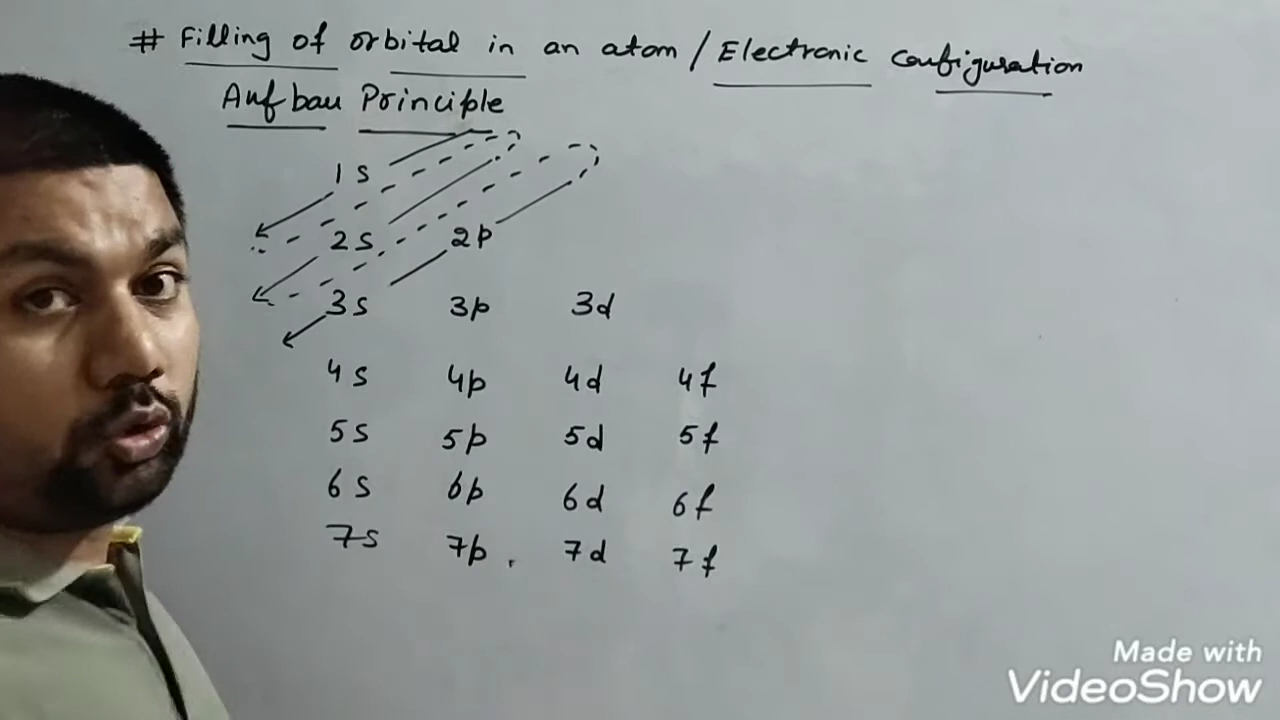 # Filling of orbital in an atom / Electronic Configuration
Aufbau Principle
1s
2s 2p
3s 3p 3d
4s 4p 4d 4f
5s 5p 5d 5f
6s 6p 6d 6f
7s 7p 7d 7f
Made with
VideoShow